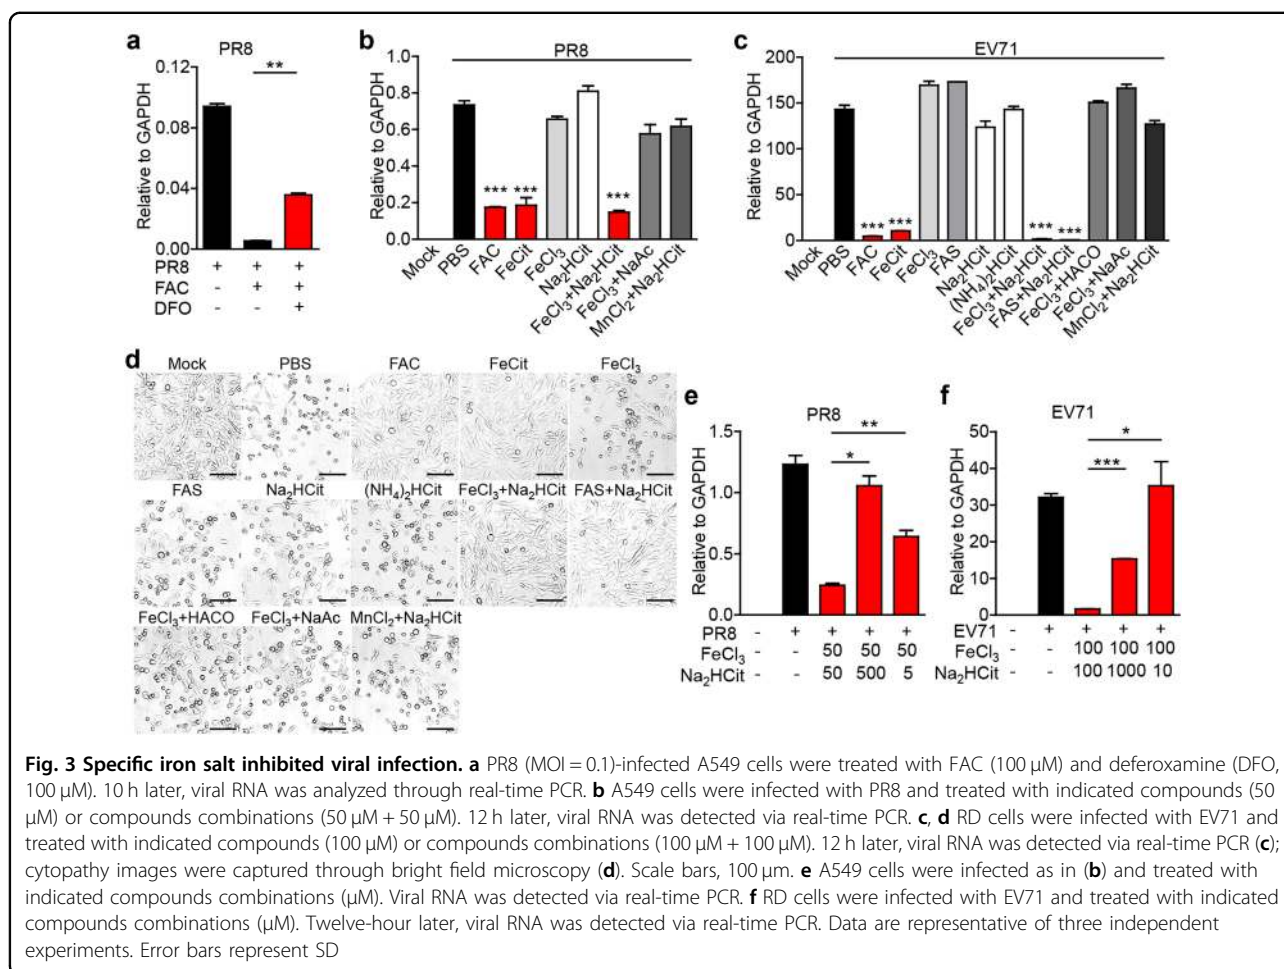 a
PR8
**
Relative to GAPDH
0.12
0.08
0.04
0.00
PR8 + + +
FAC - + +
DFO - - +
b
PR8
Relative to GAPDH
1.0
0.8
0.6
0.4
0.2
0.0
*** *** ***
Mock
PBS
FAC
FeCit
FeCl3
Na2HCit
FeCl3+Na2HCit
FeCl3+NaAc
MnCl2+Na2HCit
c
EV71
Relative to GAPDH
200
150
100
50
0
*** *** *** ***
Mock
PBS
FAC
FeCit
FeCl3
FAS
Na2HCit
(NH4)2HCit
FeCl3+Na2HCit
FAS+Na2HCit
FeCl3+HACO
FeCl3+NaAc
MnCl2+Na2HCit
d
Mock PBS FAC FeCit FeCl3
FAS Na2HCit (NH4)2HCit FeCl3+Na2HCit FAS+Na2HCit
FeCl3+HACO FeCl3+NaAc MnCl2+Na2HCit
e
PR8
**
*
Relative to GAPDH
1.5
1.0
0.5
0.0
PR8 - + + + +
FeCl3 - - 50 50 50
Na2HCit - - 50 500 5
f
EV71
*
***
Relative to GAPDH
50
40
30
20
10
0
EV71 - + + + +
FeCl3 - - 100 100 100
Na2HCit - - 100 1000 10
Fig. 3 Specific iron salt inhibited viral infection. a PR8 (MOI = 0.1)-infected A549 cells were treated with FAC (100 µM) and deferoxamine (DFO,
100 µM). 10 h later, viral RNA was analyzed through real-time PCR. b A549 cells were infected with PR8 and treated with indicated compounds (50
µM) or compounds combinations (50 µM + 50 µM). 12 h later, viral RNA was detected via real-time PCR. c, d RD cells were infected with EV71 and
treated with indicated compounds (100 µM) or compounds combinations (100 µM + 100 µM). 12 h later, viral RNA was detected via real-time PCR (c);
cytopathy images were captured through bright field microscopy (d). Scale bars, 100 µm. e A549 cells were infected as in (b) and treated with
indicated compounds combinations (µM). Viral RNA was detected via real-time PCR. f RD cells were infected with EV71 and treated with indicated
compounds combinations (µM). Twelve-hour later, viral RNA was detected via real-time PCR. Data are representative of three independent
experiments. Error bars represent SD